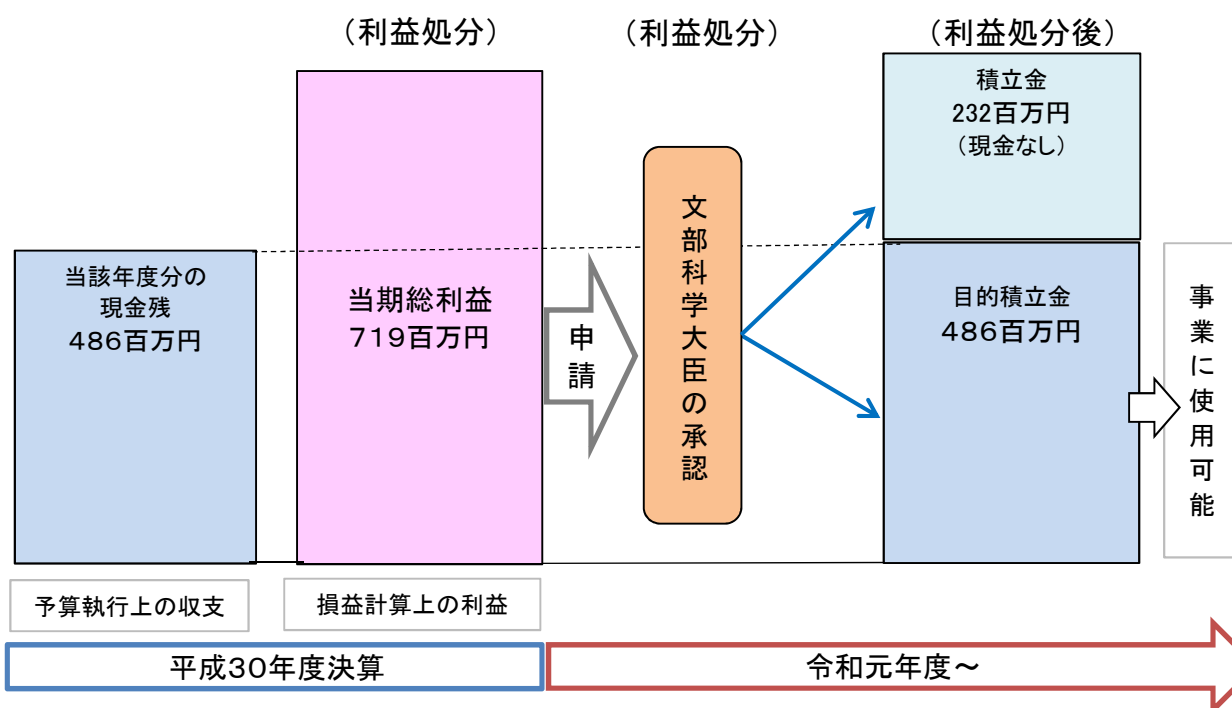 （利益処分）
（利益処分）
（利益処分後）
積立金
232百万円
（現金なし）
当該年度分の
現金残
486百万円
当期総利益
719百万円
申請
文部科学大臣の承認
目的積立金
486百万円
事業に使用可能
予算執行上の収支
損益計算上の利益
平成30年度決算
令和元年度～